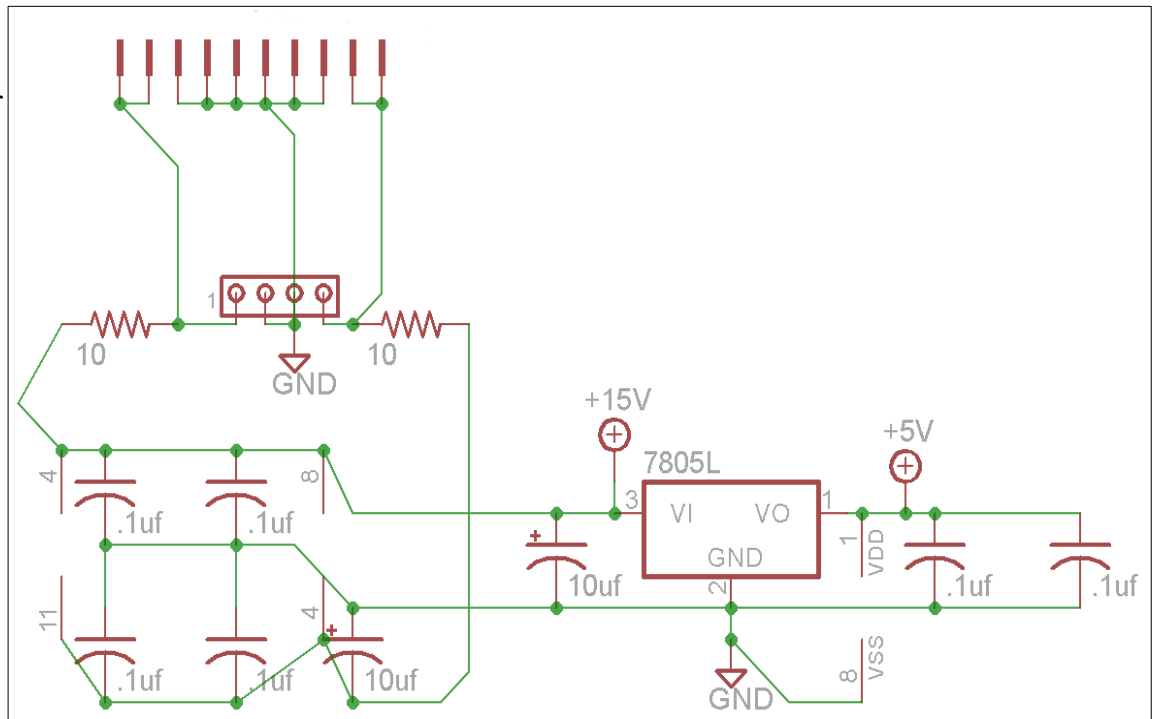 1
10
10
GND
+15V
+5V
7805L
4
8
3
VI
VO
1
.1uf
.1uf
+
10uf
GND
2
1
VDD
.1uf
.1uf
11
4
+
.1uf
.1uf
10uf
GND
8
VSS